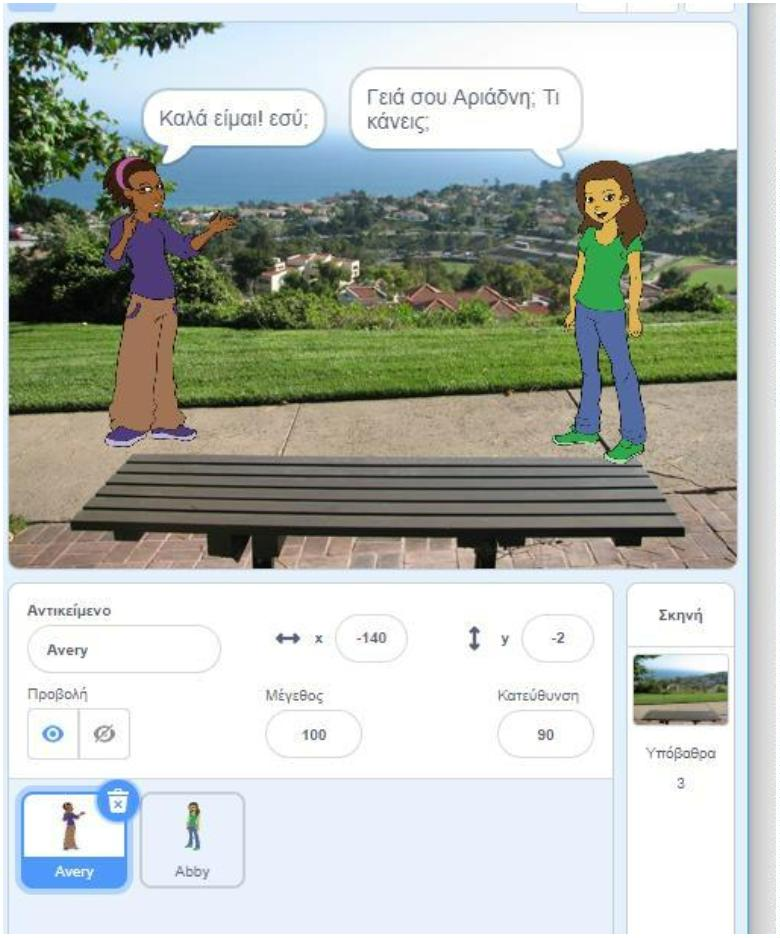 Καλά είμαι! εσύ;
Γειά σου Αριάδνη; Τι
κάνεις;
Αντικείμενο
Avery
x
-140
y
-2
Προβολή
Μέγεθος
100
Κατεύθυνση
90
Σκηνή
Υπόβαθρα
3
Avery
Abby